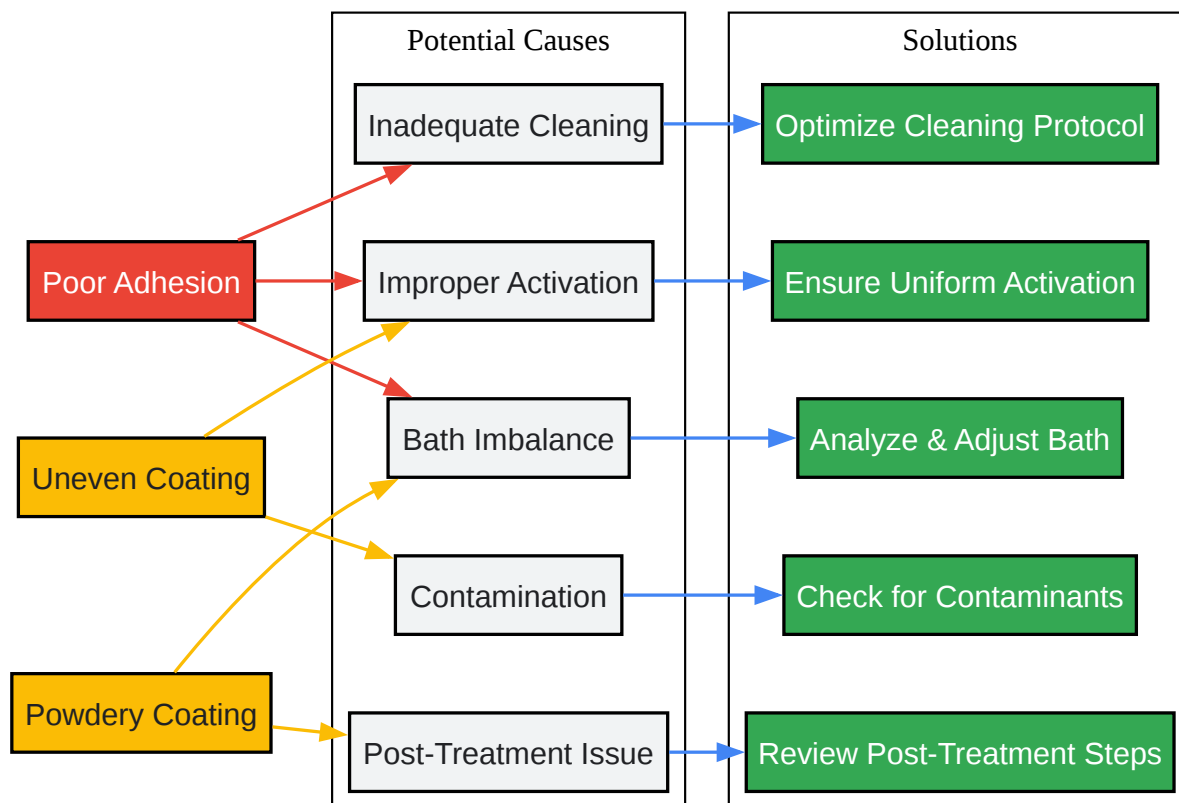 Potential Causes
Solutions
Inadequate Cleaning
Optimize Cleaning Protocol
Poor Adhesion
Improper Activation
Ensure Uniform Activation
Uneven Coating
Bath Imbalance
Analyze & Adjust Bath
Contamination
Check for Contaminants
Powdery Coating
Post-Treatment Issue
Review Post-Treatment Steps